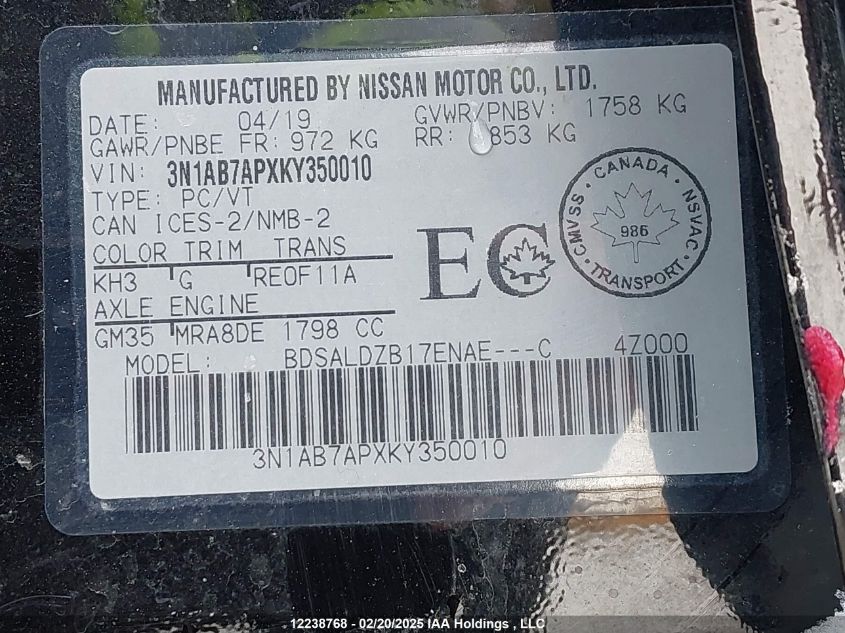 MANUFACTURED BY NISSAN MOTOR CO., LTD.
DATE: 04/19 GVWR/PNBV: 1758 KG
GAWR/PNBE FR: 972 KG RR: 853 KG
VIN: 3N1AB7APXKY350010
TYPE: PC/VT
CAN ICES-2/NMB-2
COLOR TRIM TRANS
KH3 G RE0F11A
AXLE ENGINE
GM35 MRA8DE 1798 CC
EC
CANADA
CMVSS NSVAC
986
TRANSPORT
MODEL: BDSALDZB17ENAE---C 4Z000
3N1AB7APXKY350010
12238768 - 02/20/2025 IAA Holdings , LLC